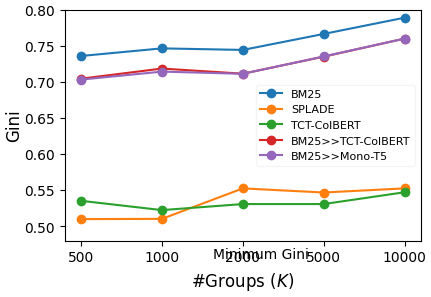 0.80
0.75
0.70
0.65
0.60
0.55
0.50
Gini
BM25
SPLADE
TCT-ColBERT
BM25>>TCT-ColBERT
BM25>>Mono-T5
500 1000 2000 5000 10000
Minimum Gini
#Groups (K)